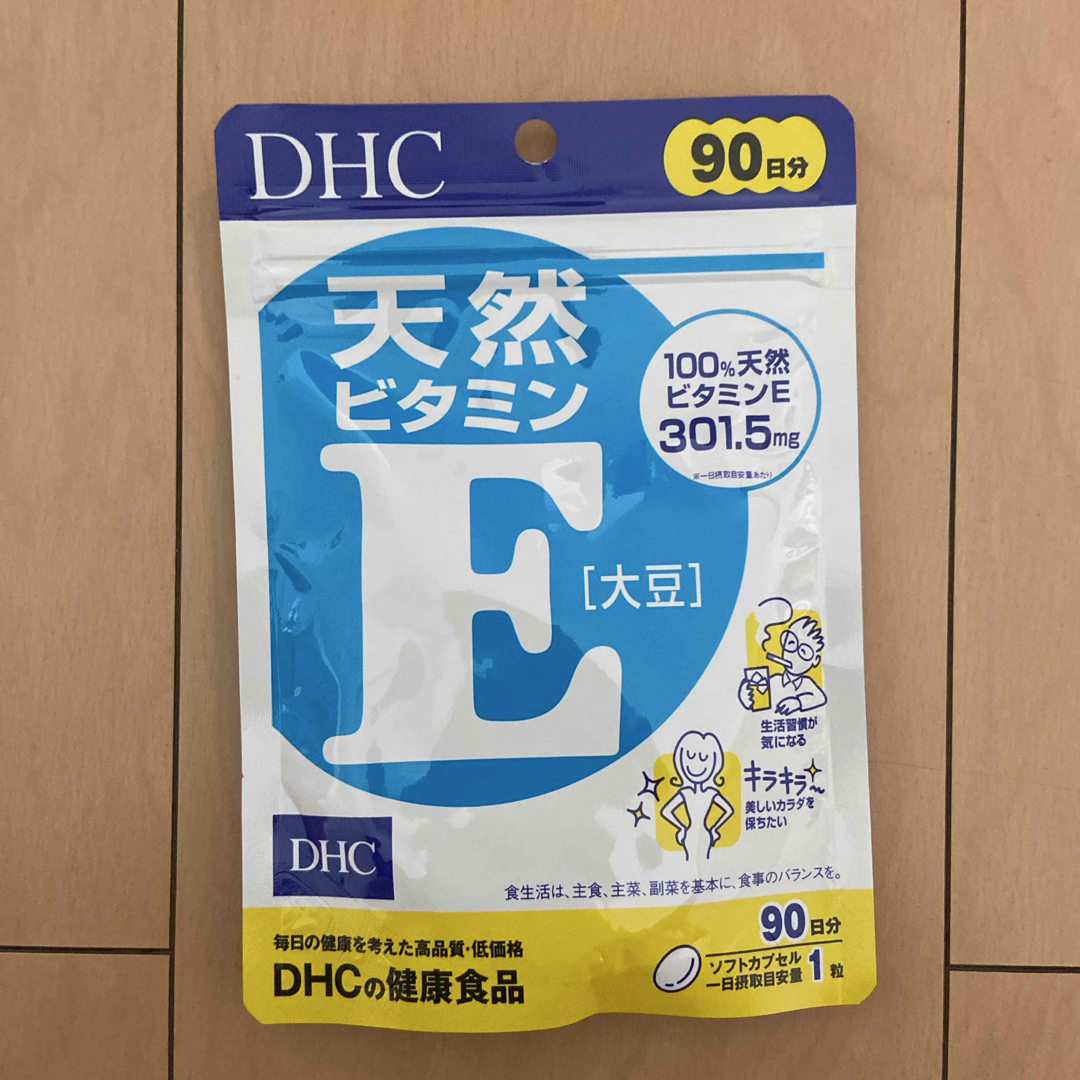 DHC
90日分
天然
ビタミン
E
[大豆]
100%天然
ビタミンE
301.5mg
※一日摂取目安量あたり
生活習慣が
気になる
キラキラ〜
美しいカラダを
保ちたい
DHC
食生活は、主食、主菜、副菜を基本に、食事のバランスを。
毎日の健康を考えた高品質・低価格
DHCの健康食品
90日分
ソフトカプセル
一日摂取目安量 1粒